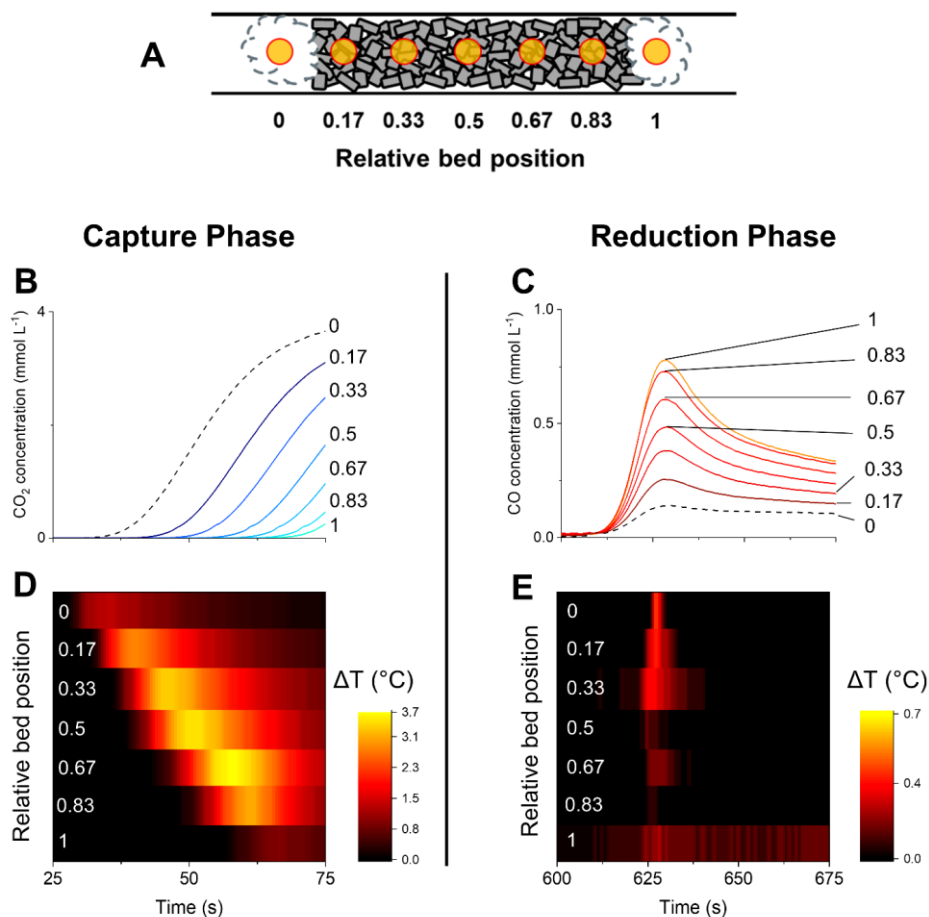 A
0 0.17 0.33 0.5 0.67 0.83 1
Relative bed position
Capture Phase
Reduction Phase
B
CO₂ concentration (mmol L⁻¹)
4
2
0
0
0.17
0.33
0.5
0.67
0.83
1
C
CO concentration (mmol L⁻¹)
1.0
0.5
0.0
1
0.83
0.67
0.5
0.33
0.17
0
D
Relative bed position
0
0.17
0.33
0.5
0.67
0.83
1
25 50 75
Time (s)
ΔT (°C)
3.7
3.1
2.3
1.5
0.8
0.0
E
Relative bed position
0
0.17
0.33
0.5
0.67
0.83
1
600 625 650 675
Time (s)
ΔT (°C)
0.7
0.4
0.0